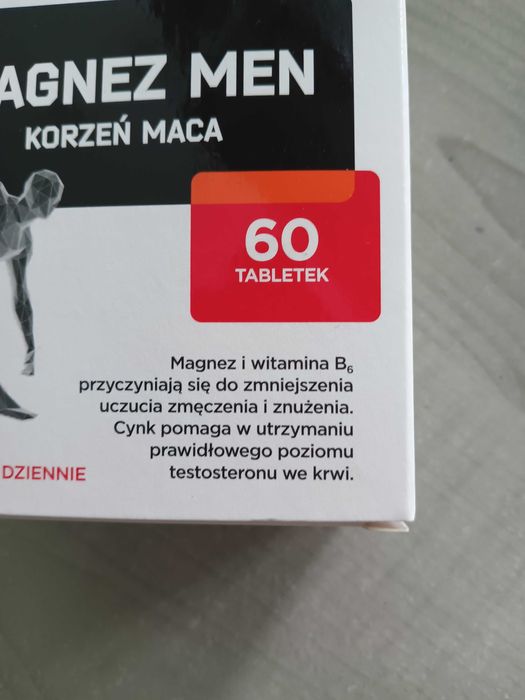 AGNEZ MEN
KORZEŃ MACA
60
TABLETEK
Magnez i witamina B₆
przyczyniają się do zmniejszenia
uczucia zmęczenia i znużenia.
Cynk pomaga w utrzymaniu
prawidłowego poziomu
testosteronu we krwi.
DZIENNIE